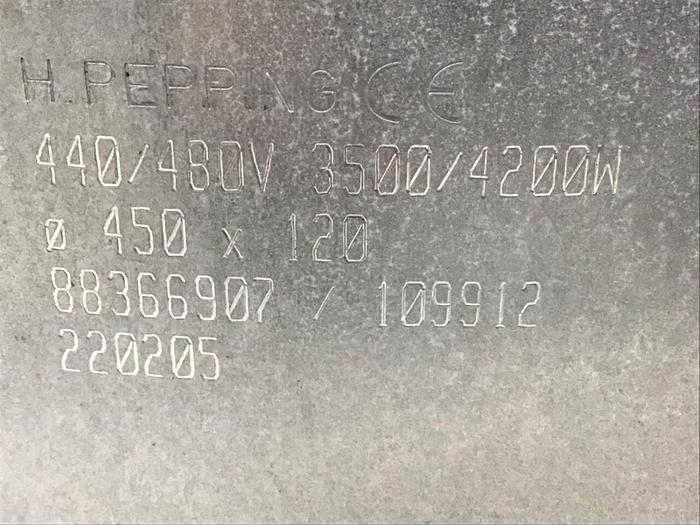 H.PEPPING CE
440/480V 3500/4200W
ø 450 x 120
88366907 / 109912
220205